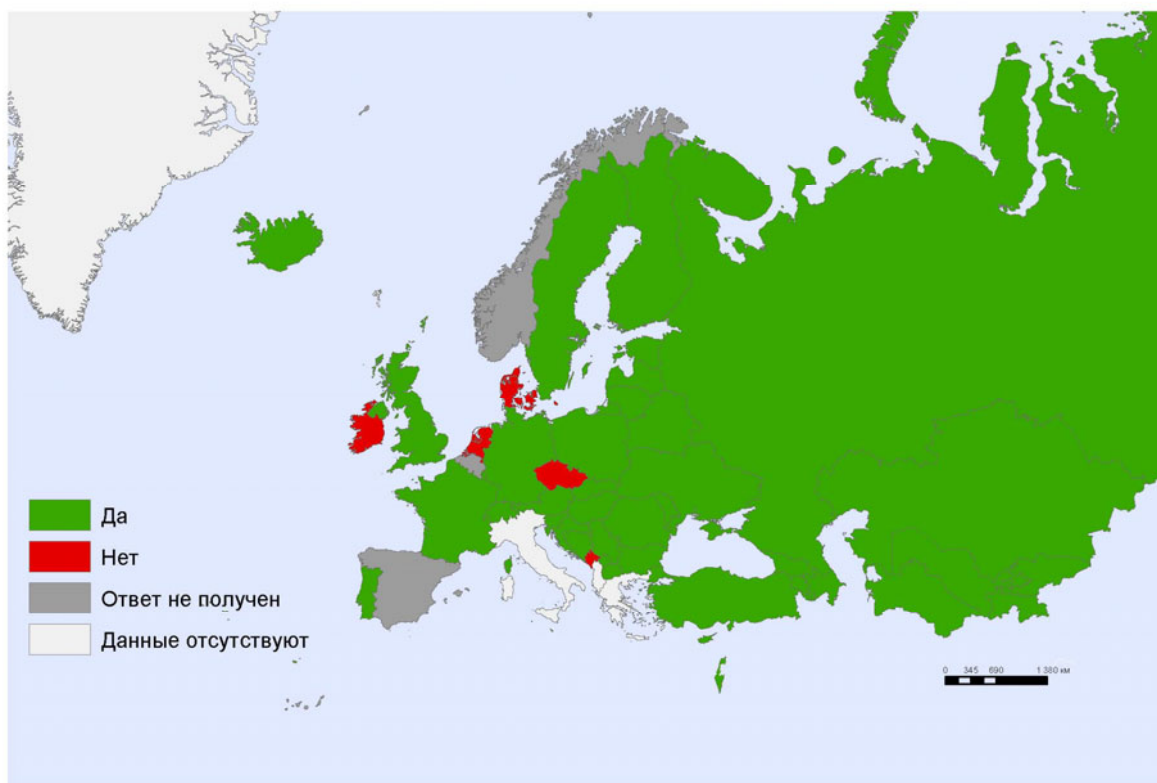 Да
Нет
Ответ не получен
Данные отсутствуют
0 345 690 1 380 км